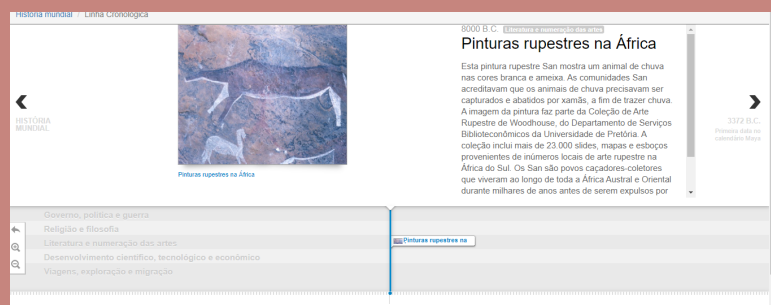 História mundial / Linha Cronológica
8000 B.C. Literatura e numeração das artes
Pinturas rupestres na África
Esta pintura rupestre San mostra um animal de chuva
nas cores branca e ameixa. As comunidades San
acreditavam que os animais de chuva precisavam ser
capturados e abatidos por xamãs, a fim de trazer chuva.
A imagem da pintura faz parte da Coleção de Arte
Rupestre de Woodhouse, do Departamento de Serviços
Biblioteconômicos da Universidade de Pretória. A
coleção inclui mais de 23.000 slides, mapas e esboços
provenientes de inúmeros locais de arte rupestre na
África do Sul. Os San são povos caçadores-coletores
que viveram ao longo de toda a África Austral e Oriental
durante milhares de anos antes de serem expulsos por
Pinturas rupestres na África
HISTÓRIA
MUNDIAL
3372 B.C.
Primeira data no
calendário Maya
Governo, política e guerra
Religião e filosofia
Literatura e numeração das artes
Desenvolvimento científico, tecnológico e econômico
Viagens, exploração e migração
Pinturas rupestres na